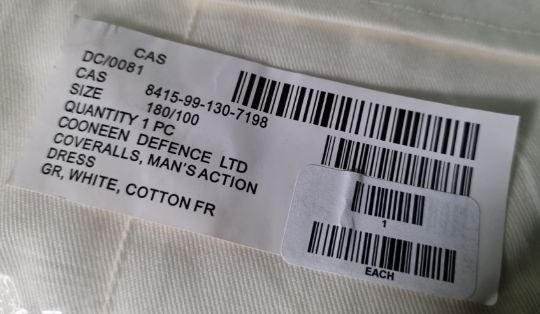 CAS
DC/0081
CAS 8415-99-130-7198
SIZE 180/100
QUANTITY 1 PC
COONEEN DEFENCE LTD
COVERALLS, MAN'S ACTION
DRESS
GR, WHITE, COTTON FR
1
EACH